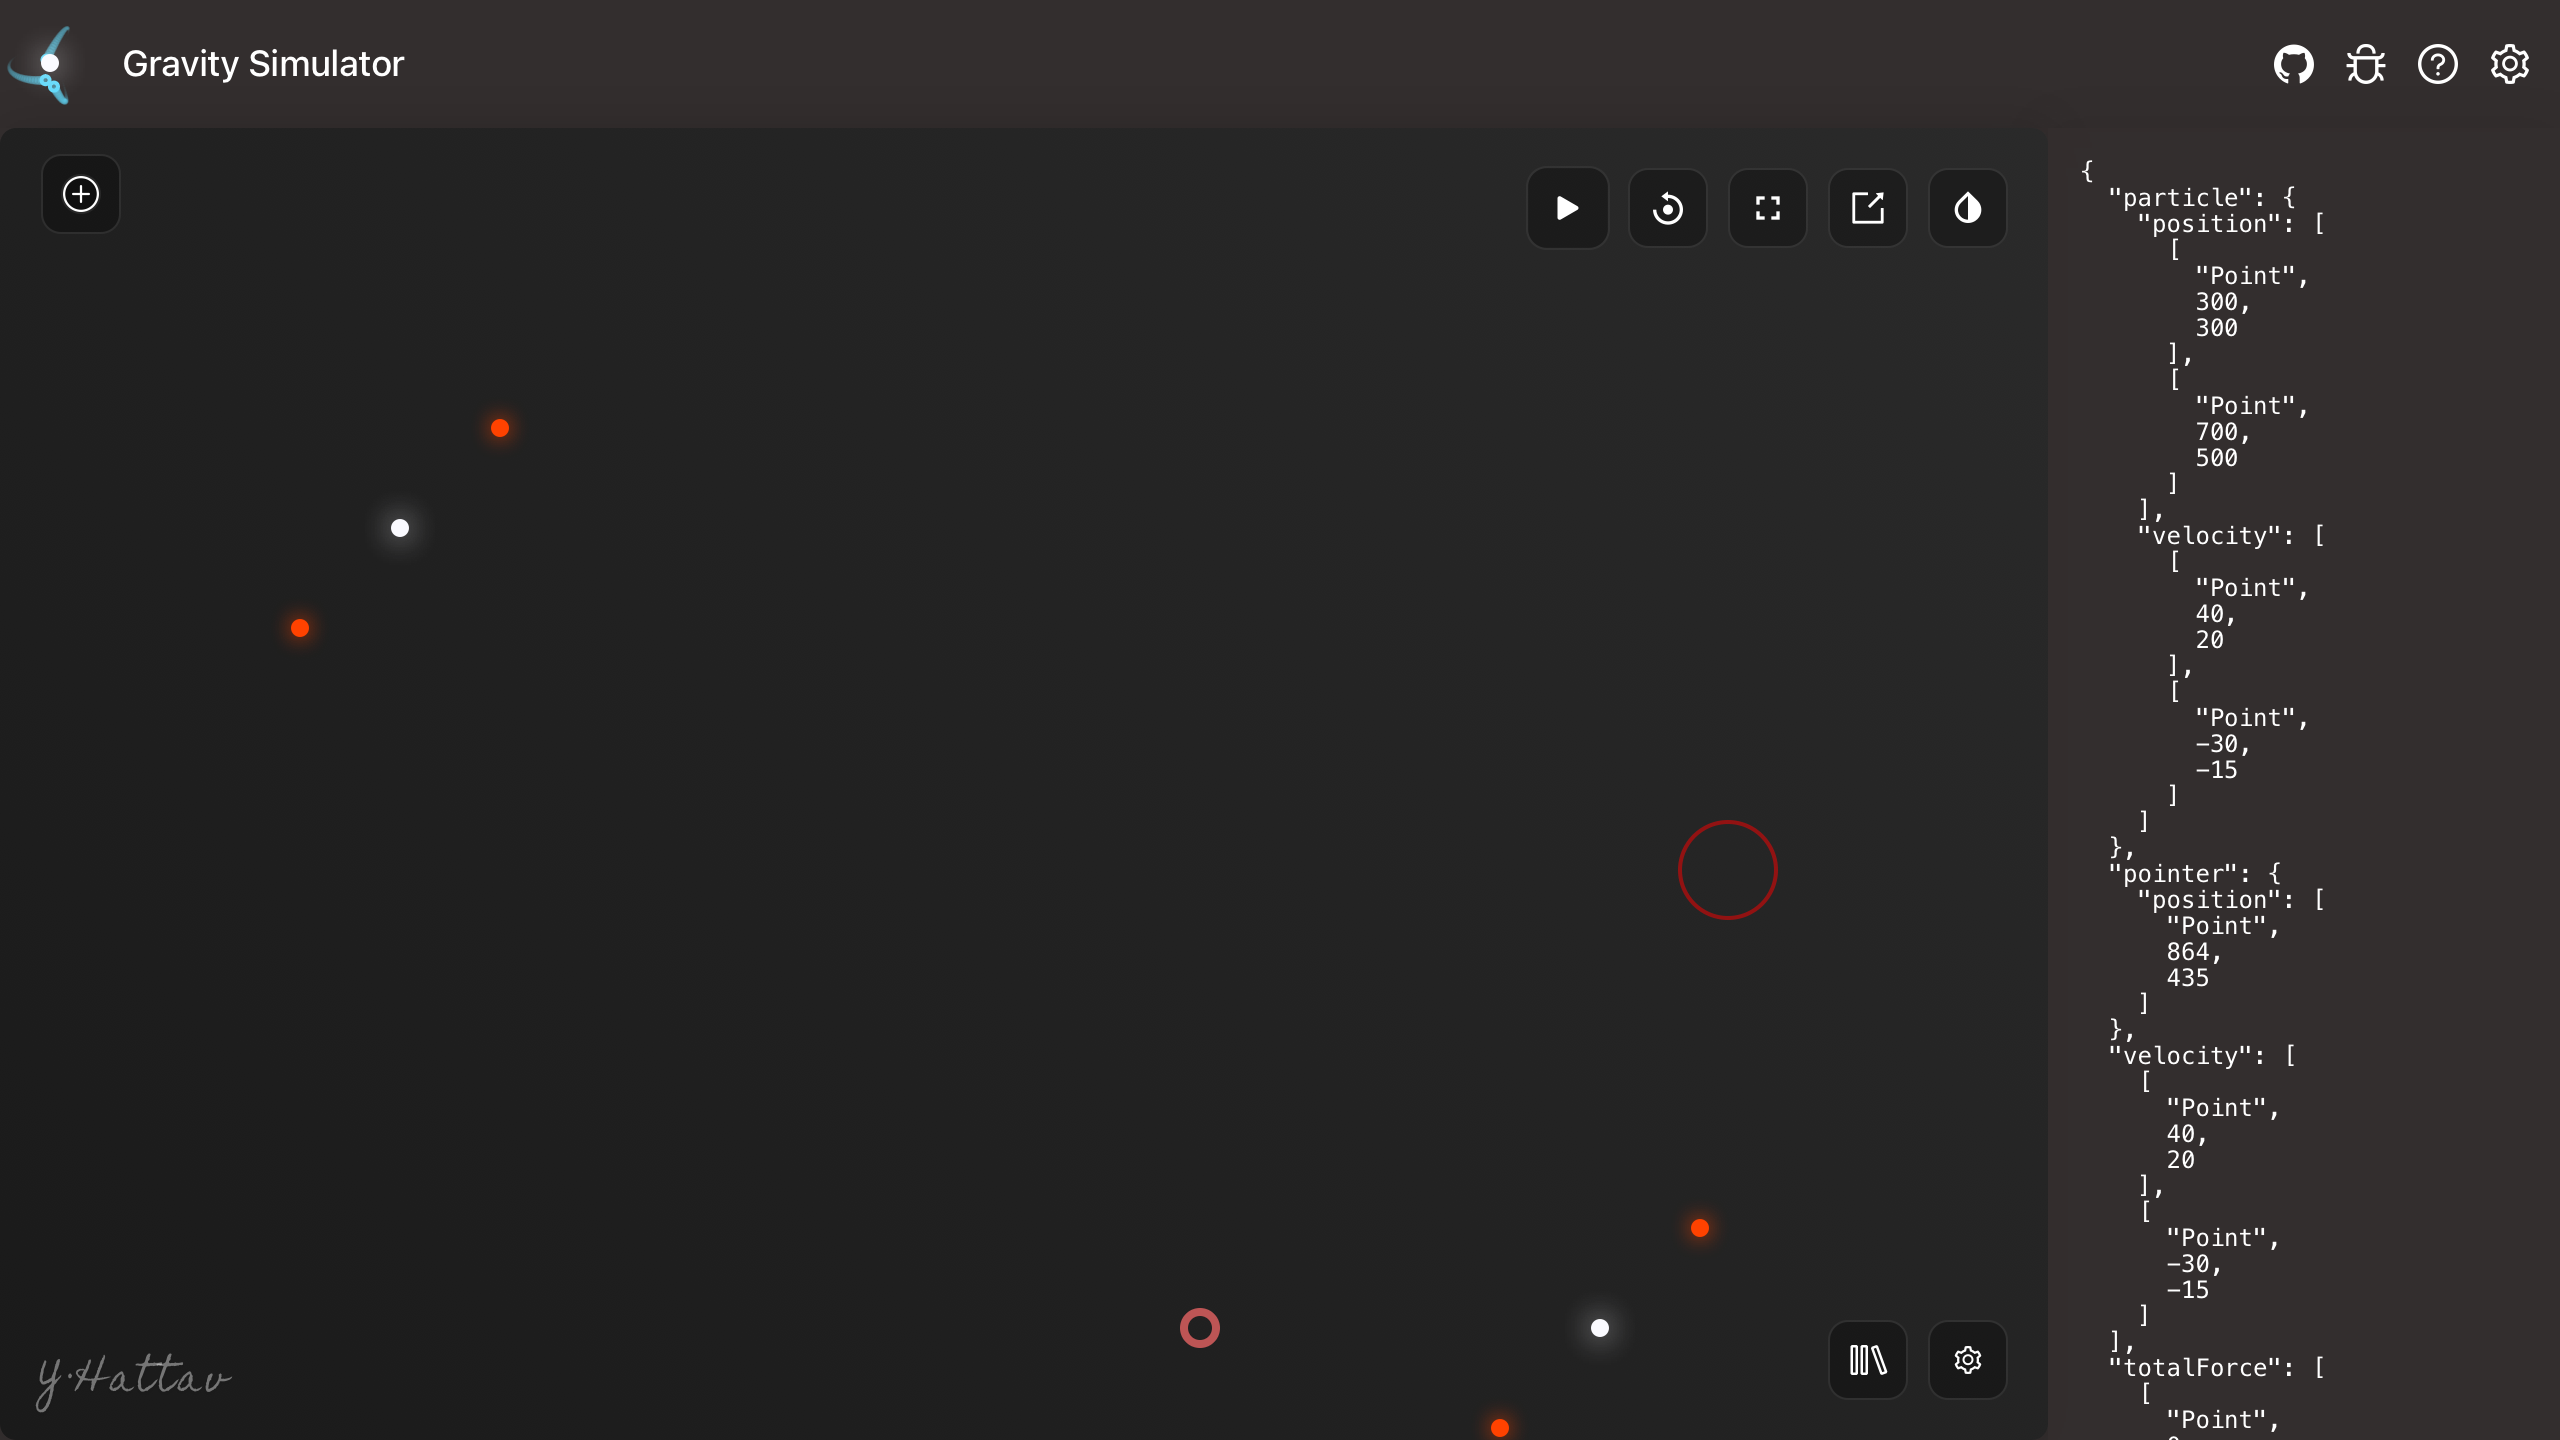 Gravity Simulator
{
"particle": {
"position": [
[
"Point",
300,
300
],
[
"Point",
700,
500
]
],
"velocity": [
[
"Point",
40,
20
],
[
"Point",
-30,
-15
]
]
},
"pointer": {
"position": [
"Point",
864,
435
]
},
"velocity": [
[
"Point",
40,
20
],
[
"Point",
-30,
-15
]
],
"totalForce": [
[
"Point",
Y·Hattav